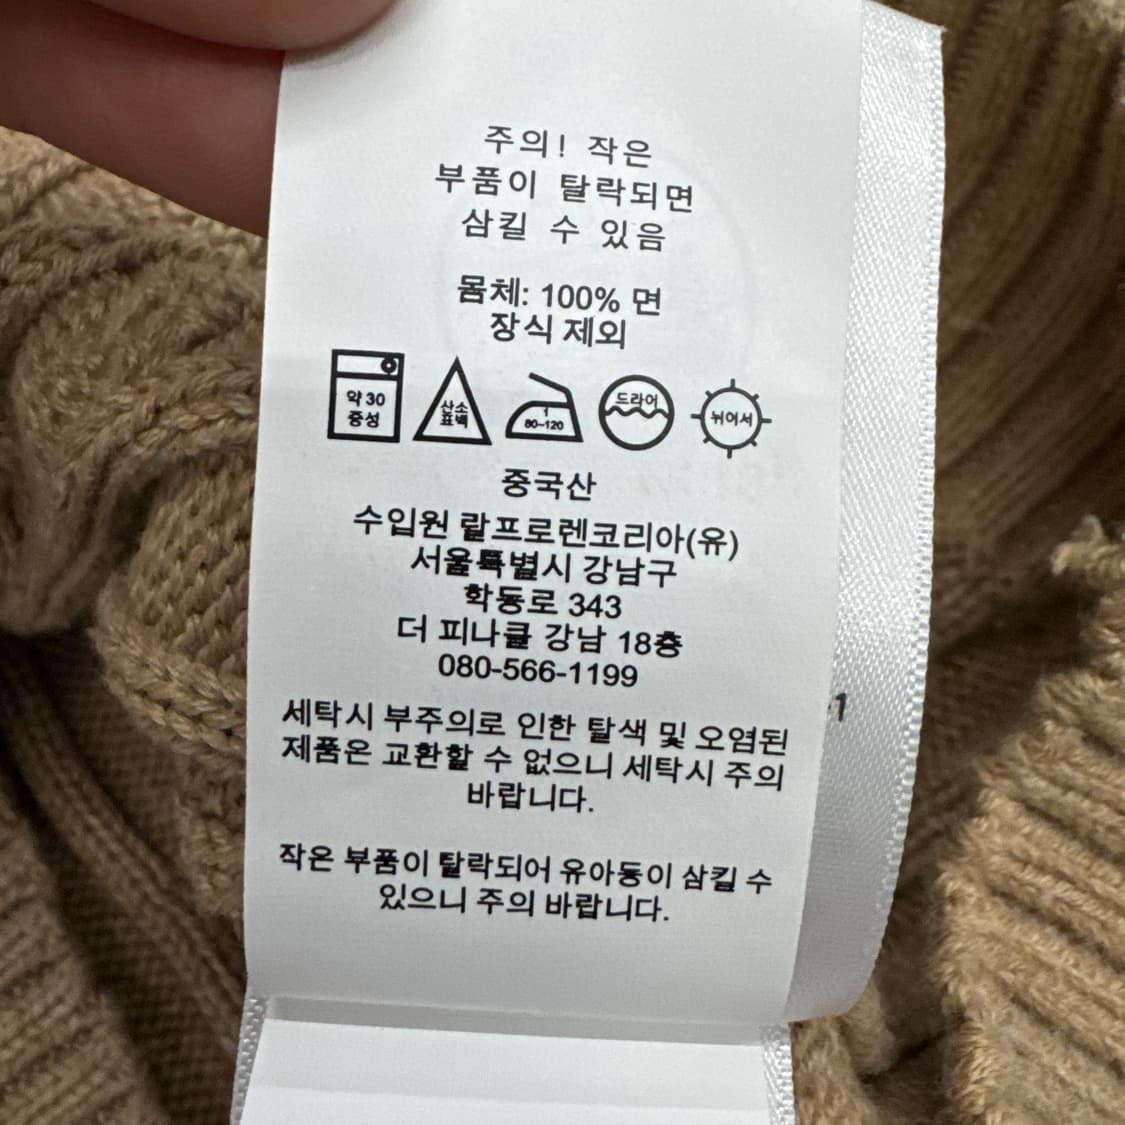 주의! 작은
부품이 탈락되면
삼킬 수 있음
몸체: 100% 면
장식 제외
약 30
중성
산소
표백
1
80~120
드라이
뉘어서
중국산
수입원 랄프로렌코리아(유)
서울특별시 강남구
학동로 343
더 피나클 강남 18층
080-566-1199
세탁시 부주의로 인한 탈색 및 오염된
제품은 교환할 수 없으니 세탁시 주의
바랍니다.
작은 부품이 탈락되어 유아동이 삼킬 수
있으니 주의 바랍니다.